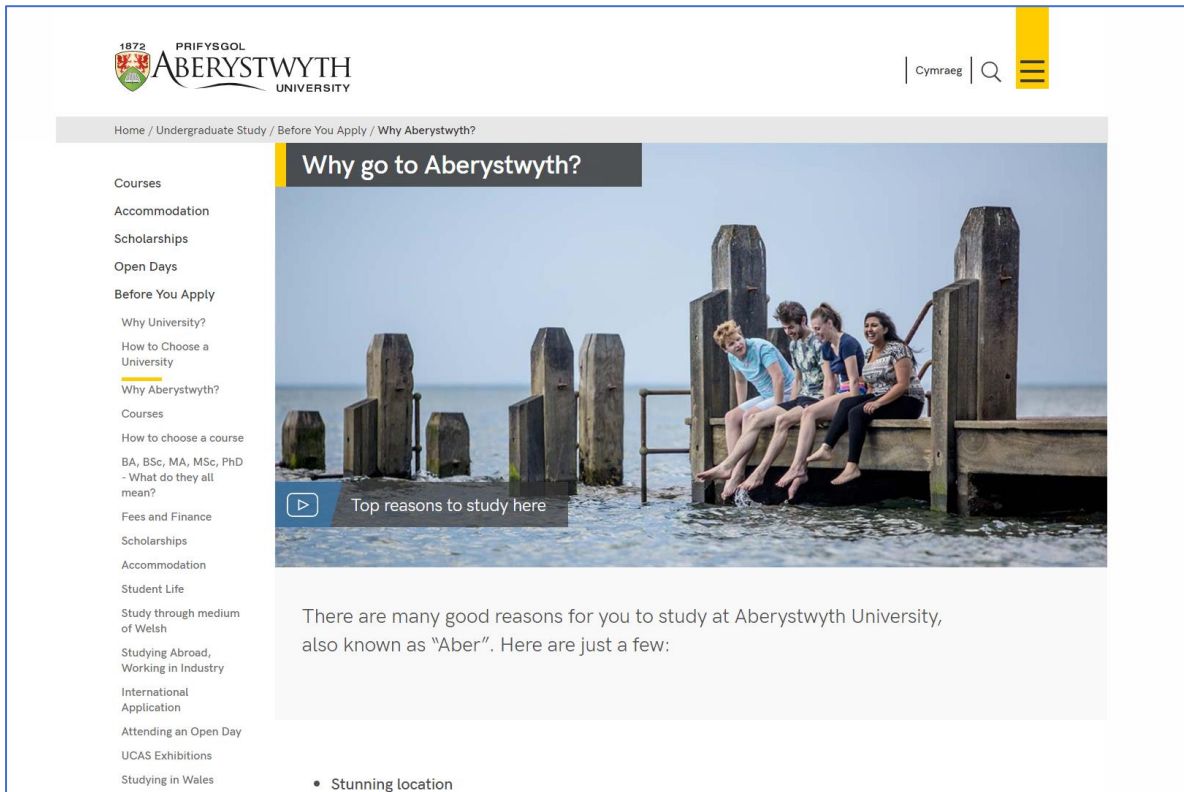 1872
PRIFYSGOL
ABERYSTWYTH
UNIVERSITY
Cymraeg
Home / Undergraduate Study / Before You Apply / Why Aberystwyth?
Courses
Accommodation
Scholarships
Open Days
Before You Apply
Why University?
How to Choose a
University
Why Aberystwyth?
Courses
How to choose a course
BA, BSc, MA, MSc, PhD
- What do they all
mean?
Fees and Finance
Scholarships
Accommodation
Student Life
Study through medium
of Welsh
Studying Abroad,
Working in Industry
International
Application
Attending an Open Day
UCAS Exhibitions
Studying in Wales
Why go to Aberystwyth?
Top reasons to study here
There are many good reasons for you to study at Aberystwyth University,
also known as “Aber”. Here are just a few:
• Stunning location